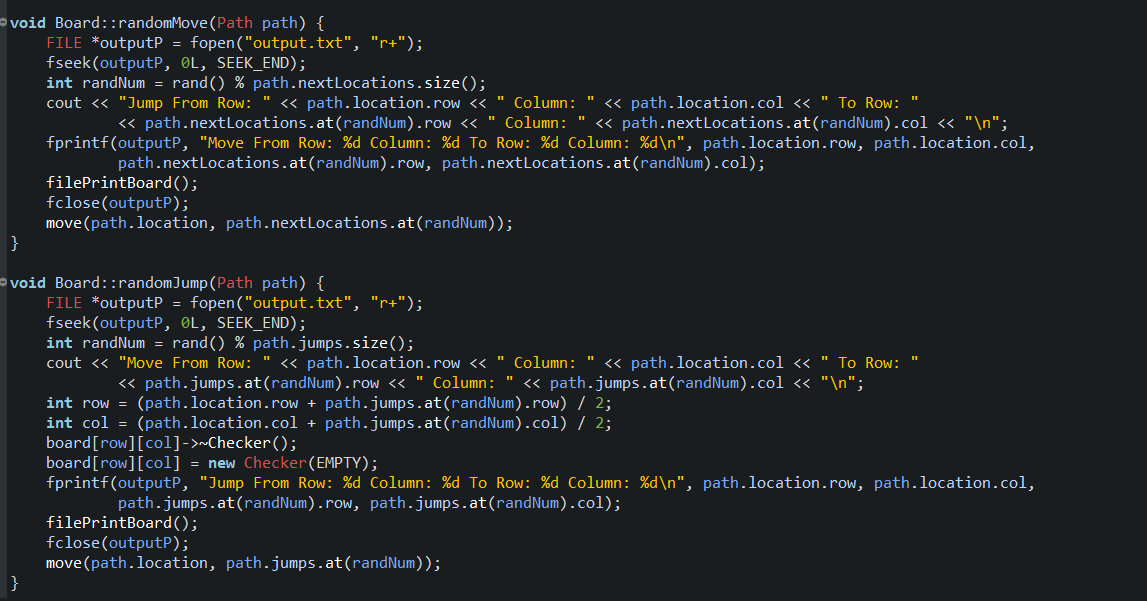 void Board::randomMove(Path path) {
    FILE *outputP = fopen("output.txt", "r+");
    fseek(outputP, 0L, SEEK_END);
    int randNum = rand() % path.nextLocations.size();
    cout << "Jump From Row: " << path.location.row << " Column: " << path.location.col << " To Row: "
            << path.nextLocations.at(randNum).row << " Column: " << path.nextLocations.at(randNum).col << "\n";
    fprintf(outputP, "Move From Row: %d Column: %d To Row: %d Column: %d\n", path.location.row, path.location.col,
            path.nextLocations.at(randNum).row, path.nextLocations.at(randNum).col);
    filePrintBoard();
    fclose(outputP);
    move(path.location, path.nextLocations.at(randNum));
}

void Board::randomJump(Path path) {
    FILE *outputP = fopen("output.txt", "r+");
    fseek(outputP, 0L, SEEK_END);
    int randNum = rand() % path.jumps.size();
    cout << "Move From Row: " << path.location.row << " Column: " << path.location.col << " To Row: "
            << path.jumps.at(randNum).row << " Column: " << path.jumps.at(randNum).col << "\n";
    int row = (path.location.row + path.jumps.at(randNum).row) / 2;
    int col = (path.location.col + path.jumps.at(randNum).col) / 2;
    board[row][col]->~Checker();
    board[row][col] = new Checker(EMPTY);
    fprintf(outputP, "Jump From Row: %d Column: %d To Row: %d Column: %d\n", path.location.row, path.location.col,
            path.jumps.at(randNum).row, path.jumps.at(randNum).col);
    filePrintBoard();
    fclose(outputP);
    move(path.location, path.jumps.at(randNum));
}